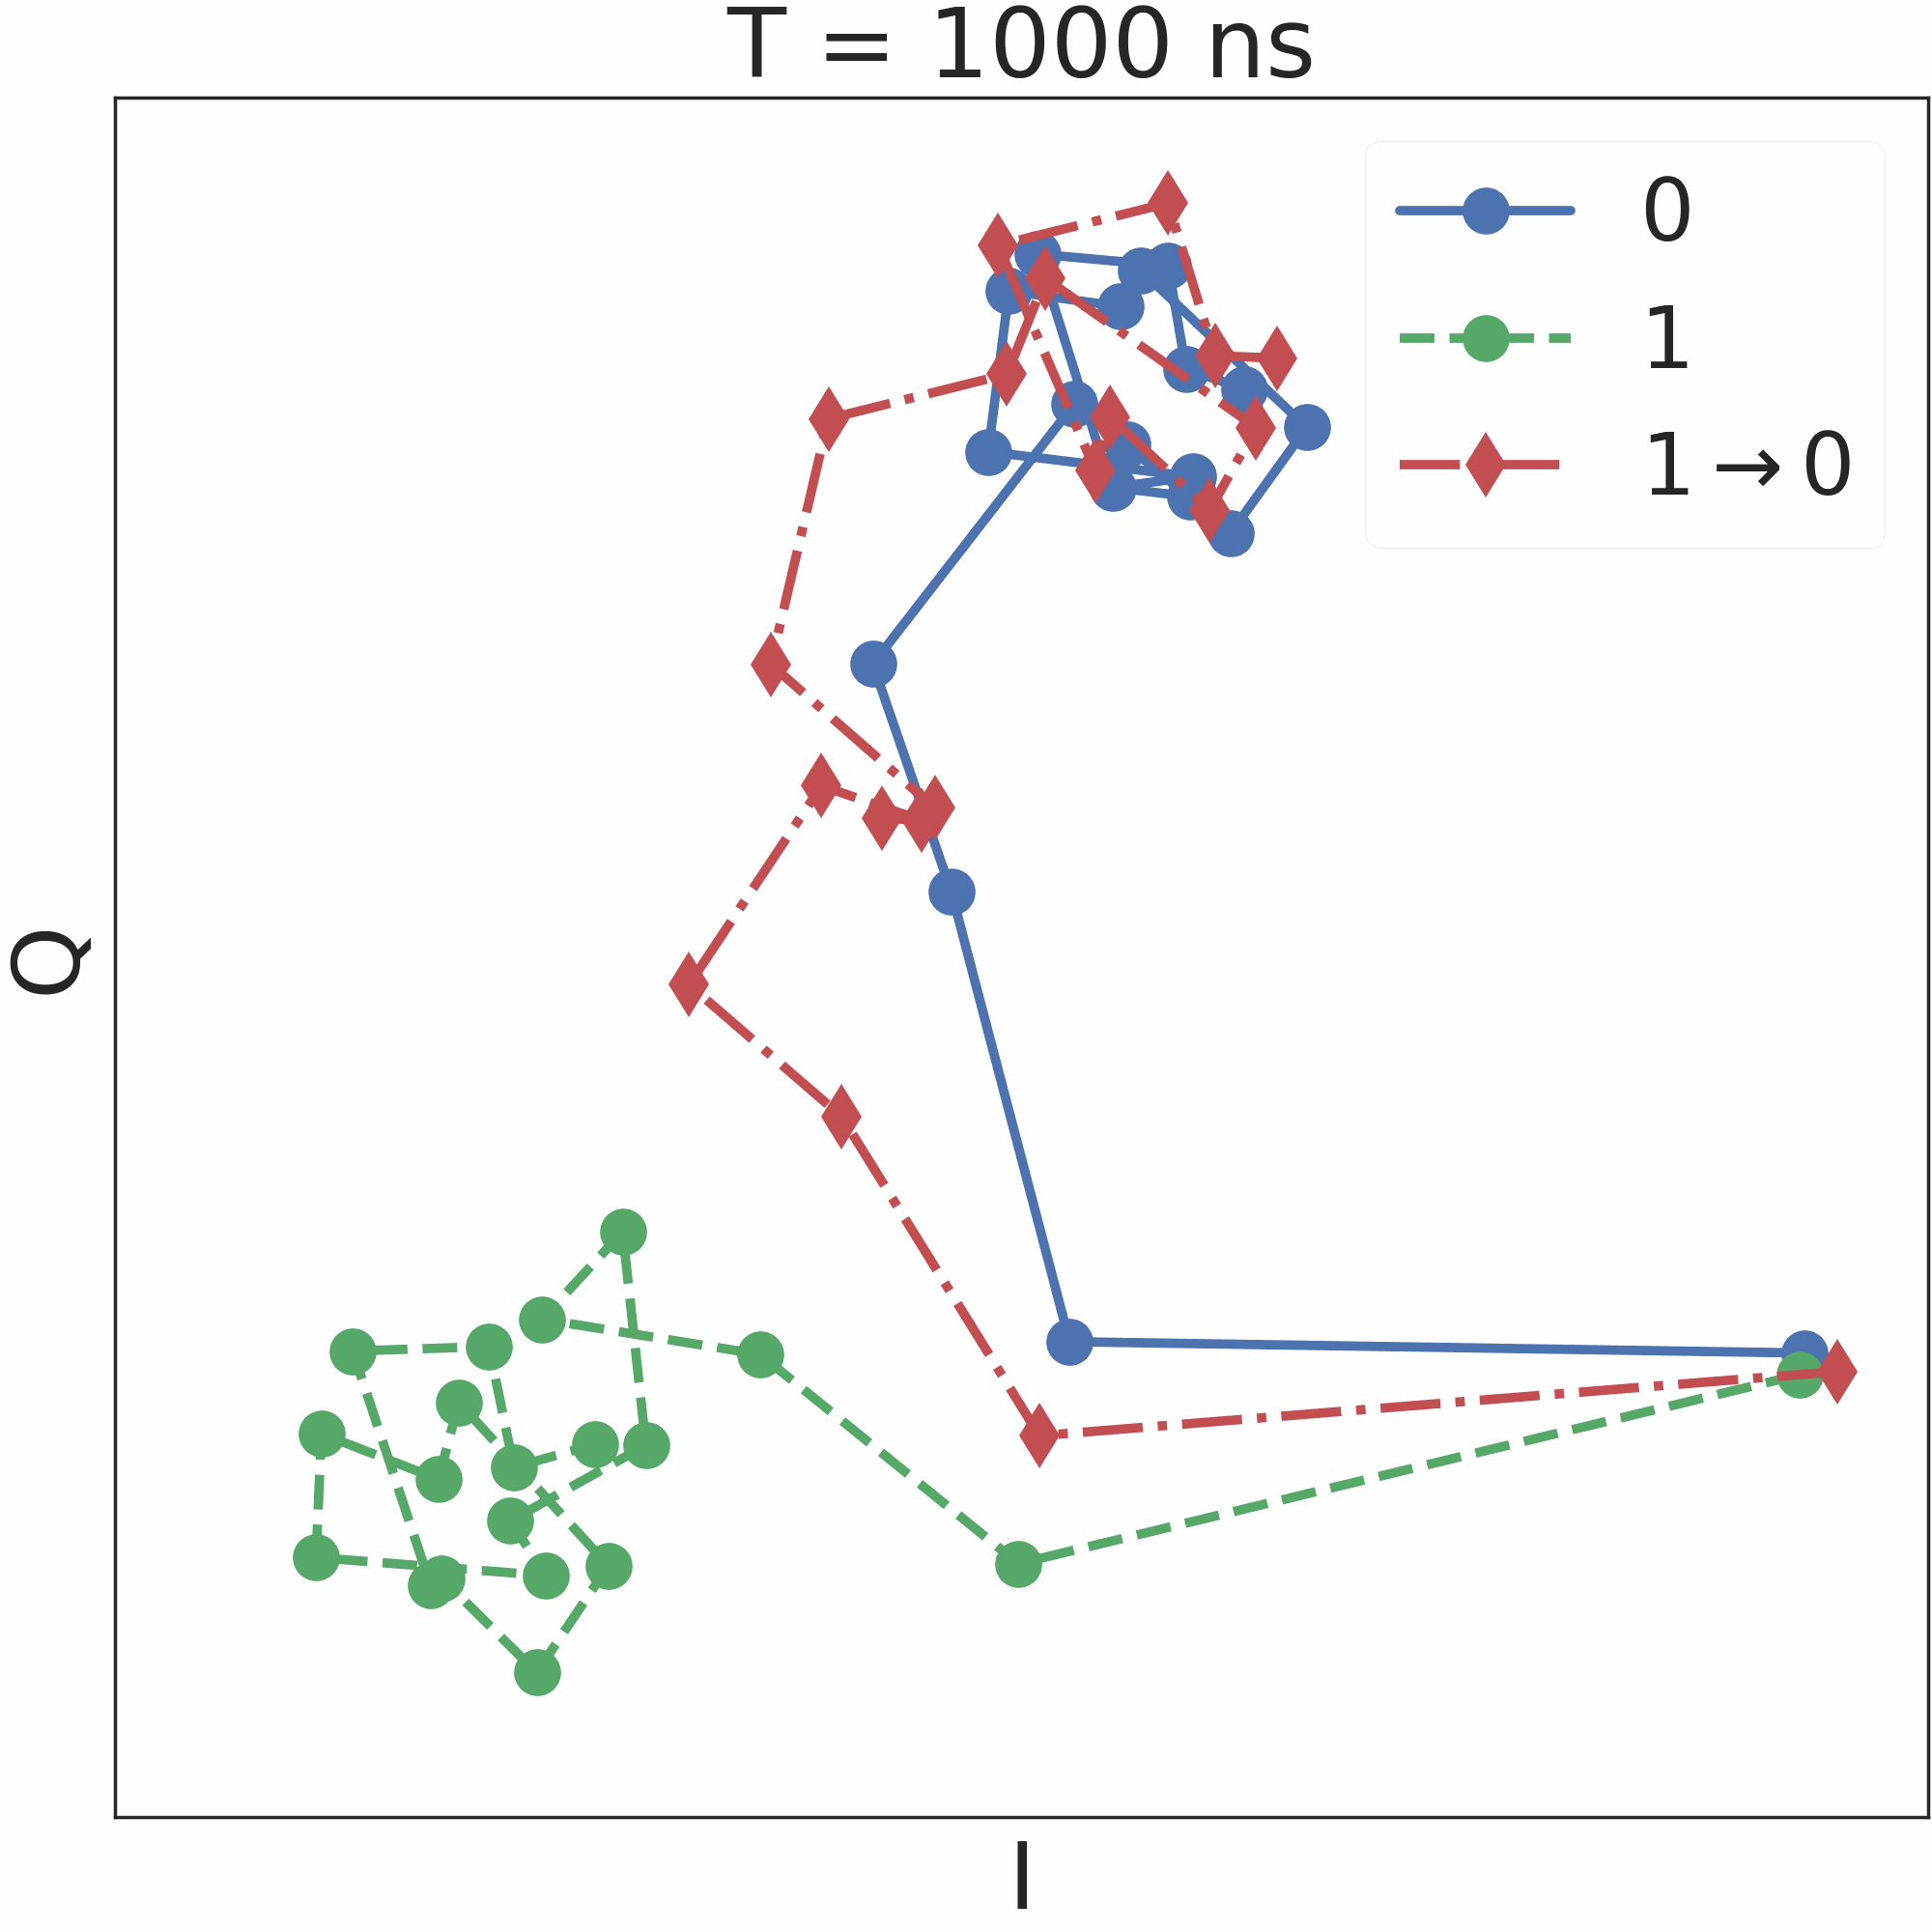 T = 1000 ns
0
1
1 → 0
Q
I